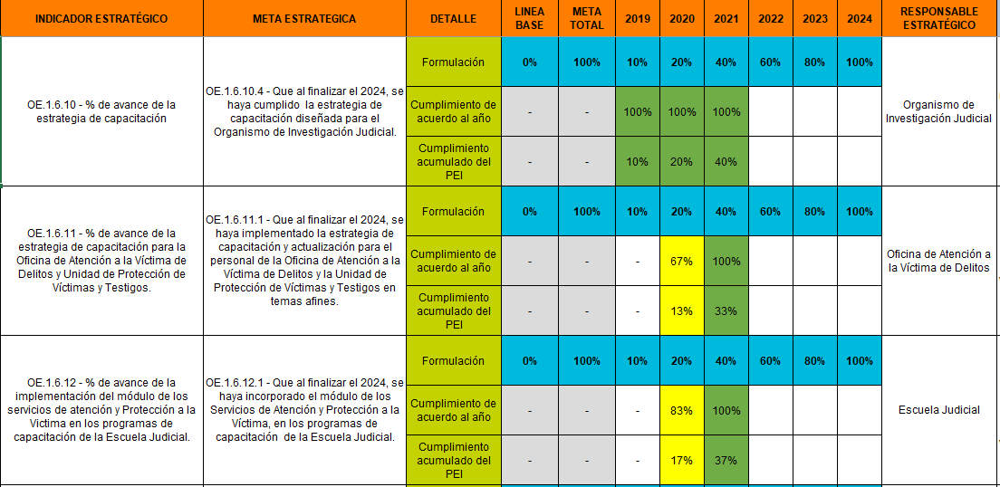 INDICADOR ESTRATÉGICO
META ESTRATEGICA
DETALLE
LINEA
BASE
META
TOTAL
2019
2020
2021
2022
2023
2024
RESPONSABLE
ESTRATÉGICO
OE.1.6.10 - % de avance de la
estrategia de capacitación
OE.1.6.10.4 - Que al finalizar el 2024, se
haya cumplido la estrategia de
capacitación diseñada para el
Organismo de Investigación Judicial.
Formulación
0%
100%
10%
20%
40%
60%
80%
100%
Cumplimiento de
acuerdo al año
-
-
100%
100%
100%
Cumplimiento
acumulado del
PEI
-
-
10%
20%
40%
Organismo de
Investigación Judicial
OE.1.6.11 - % de avance de la
estrategia de capacitación para la
Oficina de Atención a la Víctima de
Delitos y Unidad de Protección de
Víctimas y Testigos.
OE.1.6.11.1 - Que al finalizar el 2024, se
haya implementado la estrategia de
capacitación y actualización para el
personal de la Oficina de Atención a la
Víctima de Delitos y la Unidad de
Protección de Víctimas y Testigos en
temas afines.
Formulación
0%
100%
10%
20%
40%
60%
80%
100%
Cumplimiento de
acuerdo al año
-
-
-
67%
100%
Cumplimiento
acumulado del
PEI
-
-
-
13%
33%
Oficina de Atención a
la Víctima de Delitos
OE.1.6.12 - % de avance de la
implementación del módulo de los
servicios de atención y Protección a la
Victima en los programas de
capacitación de la Escuela Judicial.
OE.1.6.12.1 - Que al finalizar el 2024, se
haya incorporado el módulo de los
Servicios de Atención y Protección a la
Víctima, en los programas de
capacitación de la Escuela Judicial.
Formulación
0%
100%
10%
20%
40%
60%
80%
100%
Cumplimiento de
acuerdo al año
-
-
-
83%
100%
Cumplimiento
acumulado del
PEI
-
-
-
17%
37%
Escuela Judicial